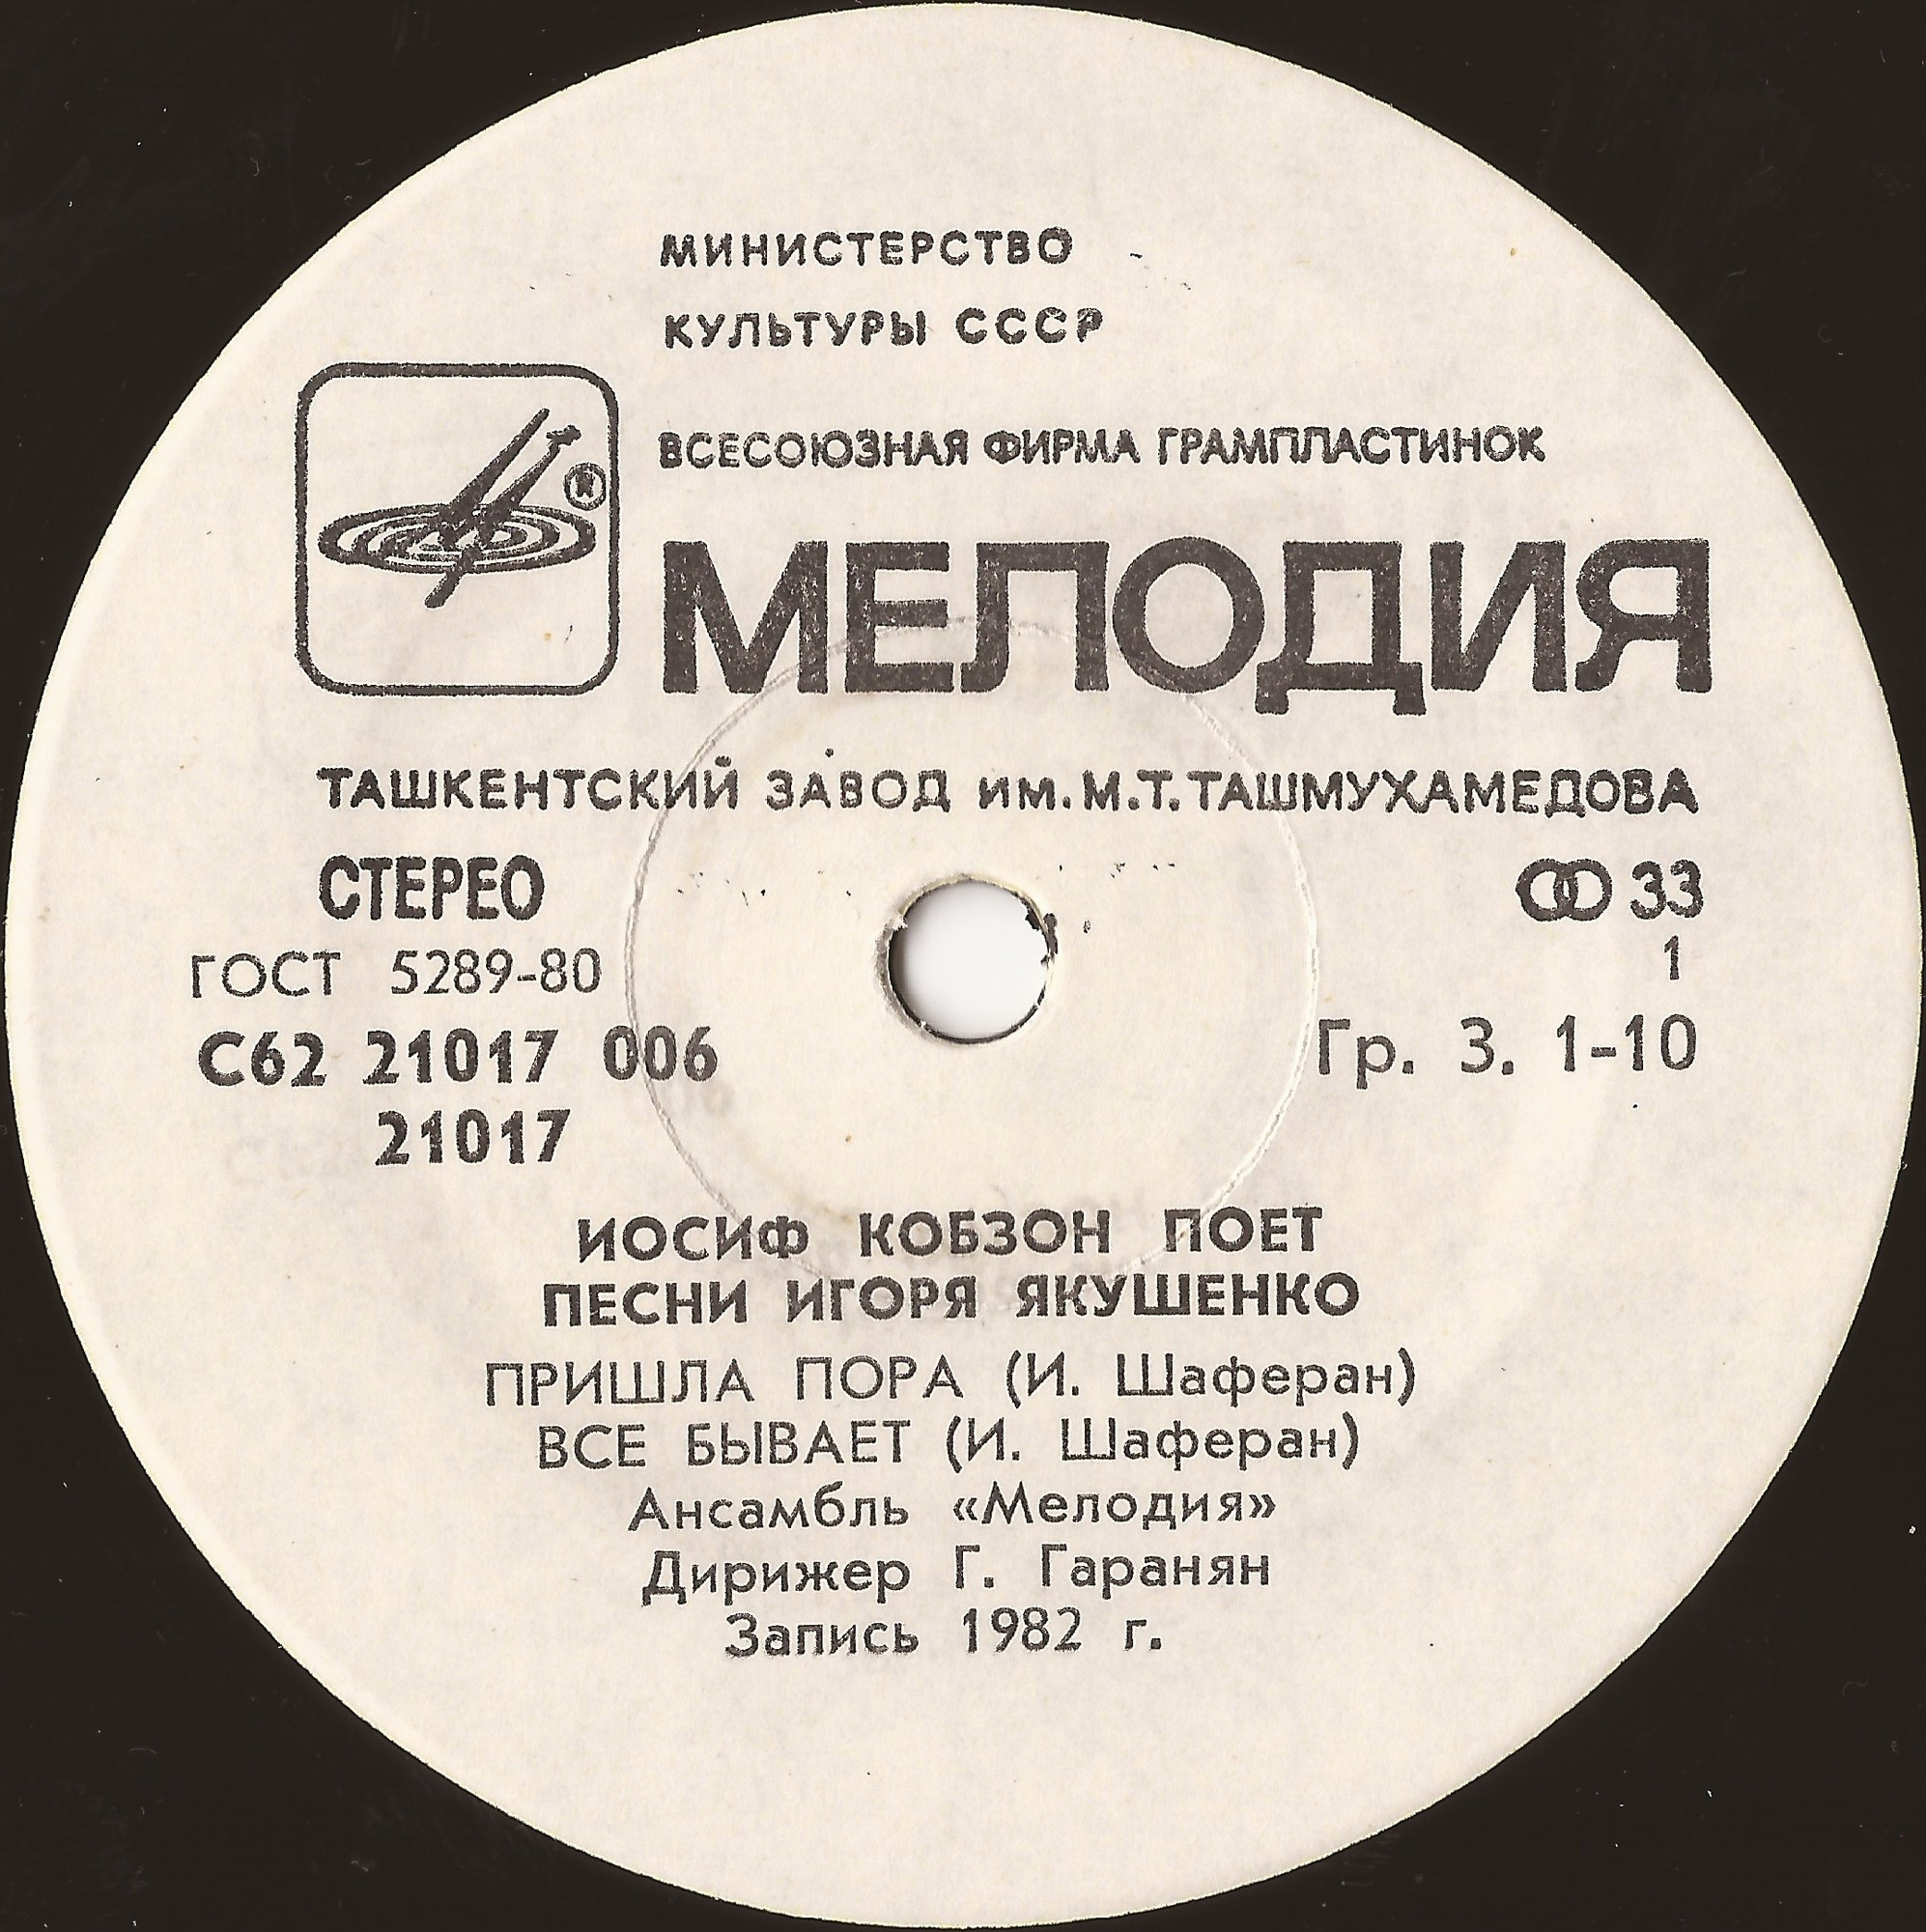 МИНИСТЕРСТВО
КУЛЬТУРЫ СССР
ВСЕСОЮЗНАЯ ФИРМА ГРАМПЛАСТИНОК
МЕЛОДИЯ
ТАШКЕНТСКИЙ ЗАВОД им. М.Т. ТАШМУХАМЕДОВА
СТЕРЕО 33
ГОСТ 5289-80 1
С62 21017 006 Гр. 3. 1-10
21017
ИОСИФ КОБЗОН ПОЕТ
ПЕСНИ ИГОРЯ ЯКУШЕНКО
ПРИШЛА ПОРА (И. Шаферан)
ВСЕ БЫВАЕТ (И. Шаферан)
Ансамбль «Мелодия»
Дирижер Г. Гаранян
Запись 1982 г.